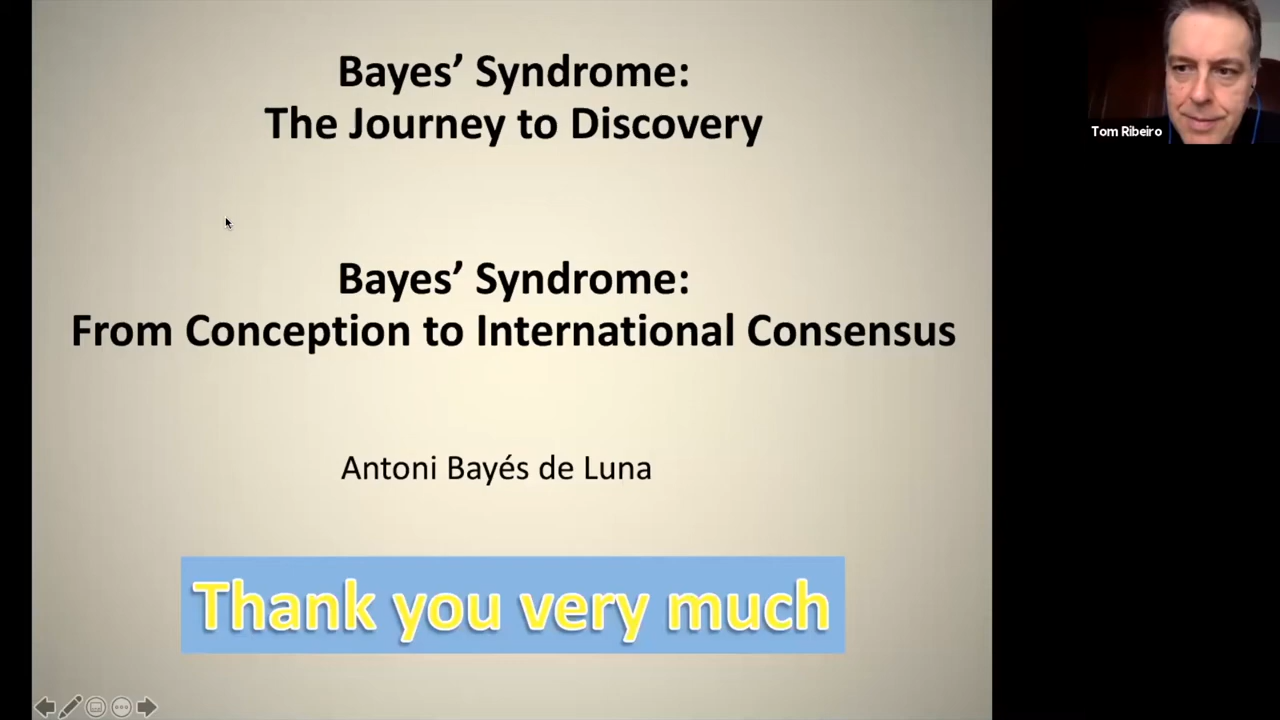 Bayes’ Syndrome:
The Journey to Discovery
Bayes’ Syndrome:
From Conception to International Consensus
Antoni Bayés de Luna
Thank you very much
Tom Ribeiro